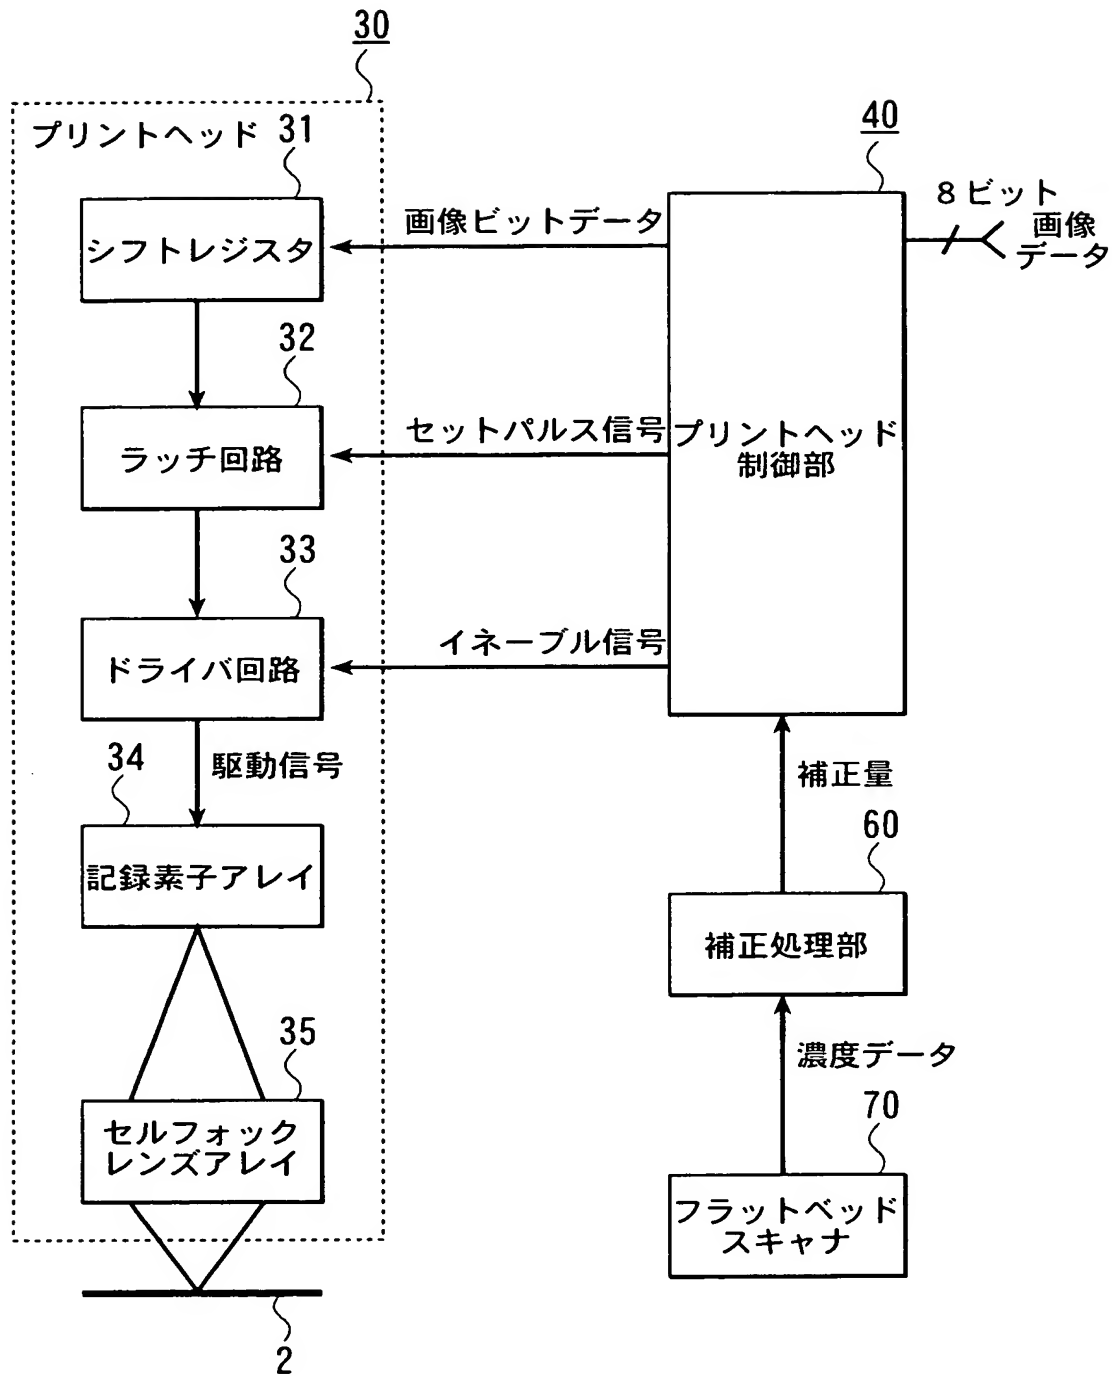 30
プリントヘッド
31
シフトレジスタ
画像ビットデータ
40
8ビット
画像
データ
32
ラッチ回路
セットパルス信号
プリントヘッド
制御部
33
ドライバ回路
イネーブル信号
34
駆動信号
記録素子アレイ
補正量
60
補正処理部
35
セルフォック
レンズアレイ
濃度データ
70
フラットベッド
スキャナ
2